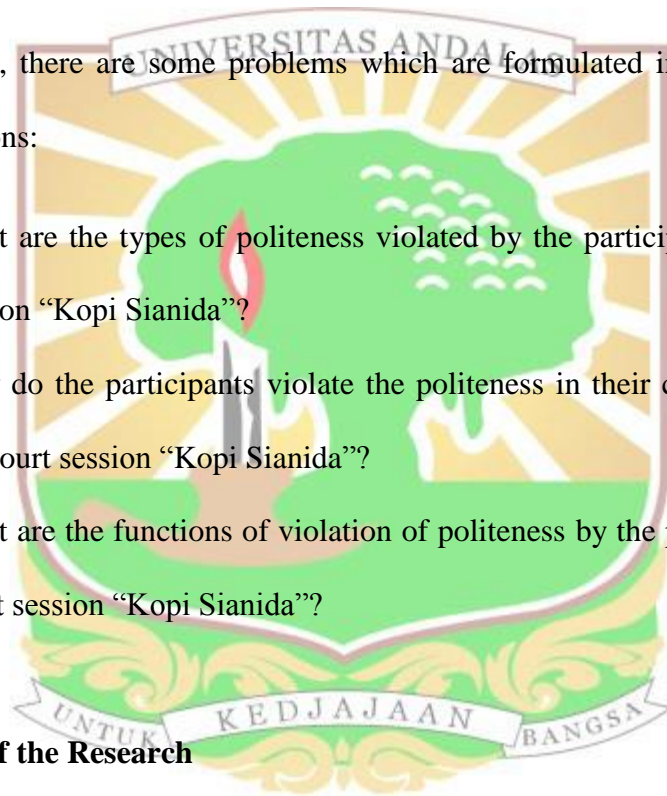 UNIVERSITAS ANDALAS
, there are some problems which are formulated i
ons:
t are the types of politeness violated by the particip
on “Kopi Sianida”?
do the participants violate the politeness in their c
ourt session “Kopi Sianida”?
t are the functions of violation of politeness by the
t session “Kopi Sianida”?
UNTUK KEDJAJAAN BANGSA
f the Research